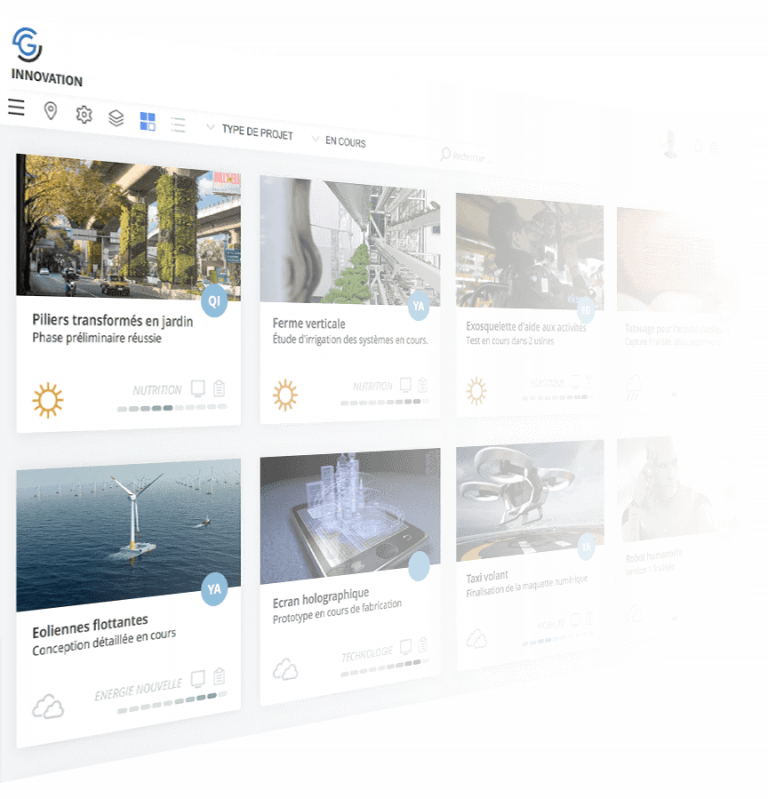 INNOVATION
TYPE DE PROJET
EN COURS
Rechercher
QI
Piliers transformés en jardin
Phase préliminaire réussie
NUTRITION
YA
Ferme verticale
Étude d'irrigation des systèmes en cours.
NUTRITION
Exosquelette d'aide aux activités
Test en cours dans 2 usines
Tatouage pour
YA
Eoliennes flottantes
Conception détaillée en cours
ENERGIE NOUVELLE
Ecran holographique
Prototype en cours de fabrication
TECHNOLOGIE
YA
Taxi volant
Finalisation de la maquette numérique
Robot humanoïde